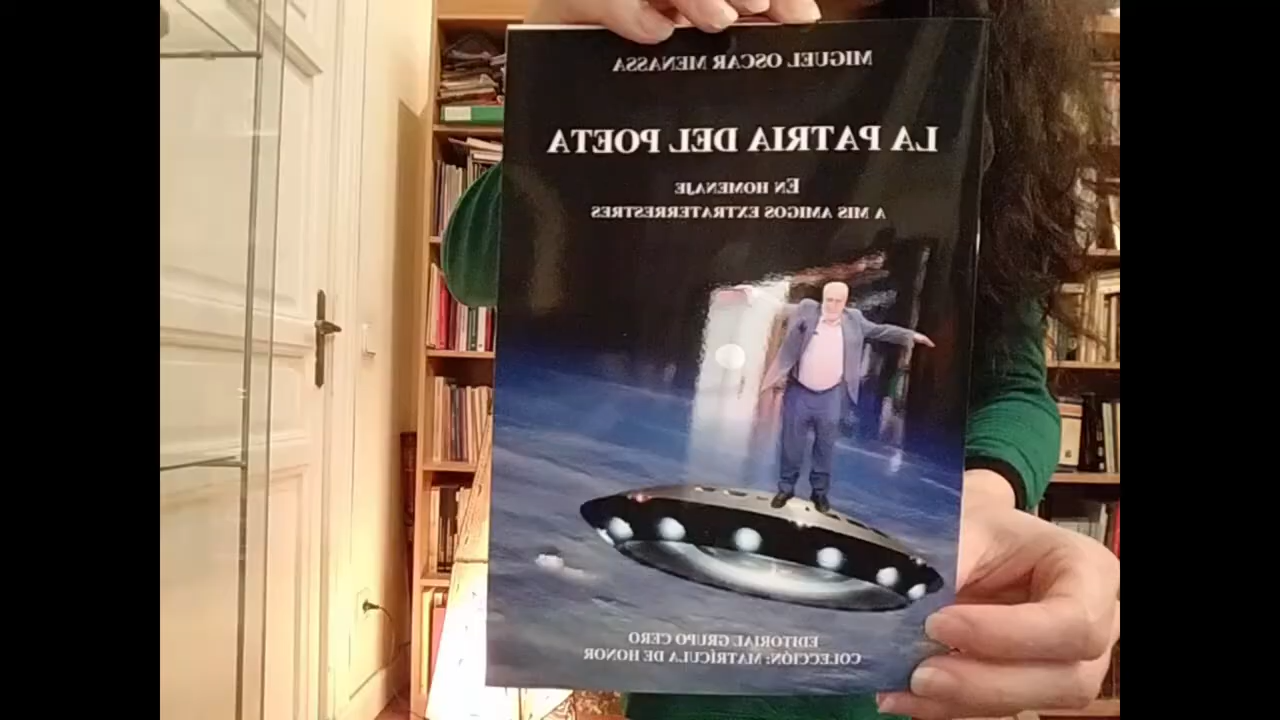 MIGUEL OSCAR MENASSA
LA PATRIA DEL POETA
EN HOMENAJE
A MIS AMIGOS EXTRATERRESTRES
EDITORIAL GRUPO CERO
COLECCIÓN: MATRÍCULA DE HONOR